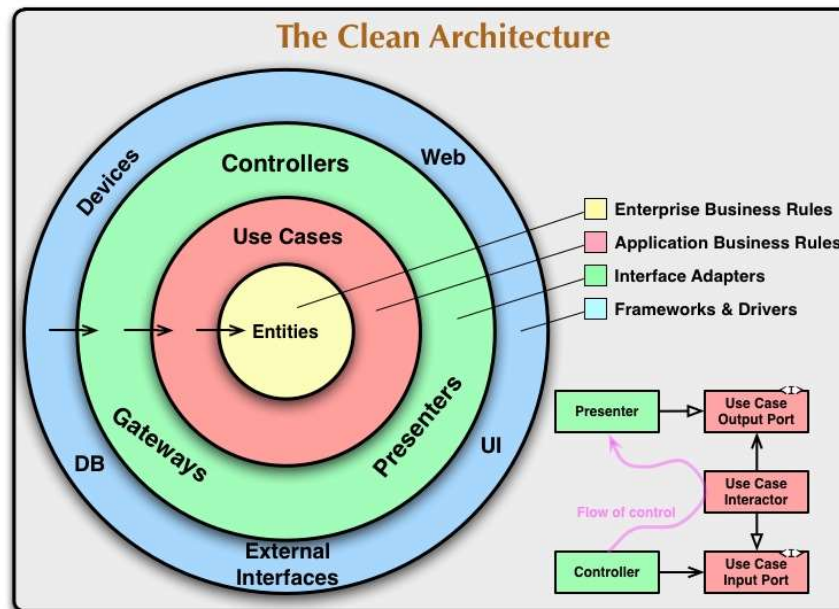 The Clean Architecture
Devices
Web
Controllers
Use Cases
Entities
Gateways
Presenters
DB
UI
External
Interfaces
Enterprise Business Rules
Application Business Rules
Interface Adapters
Frameworks & Drivers
Presenter
<I>
Use Case
Output Port
Use Case
Interactor
Flow of control
Controller
<I>
Use Case
Input Port